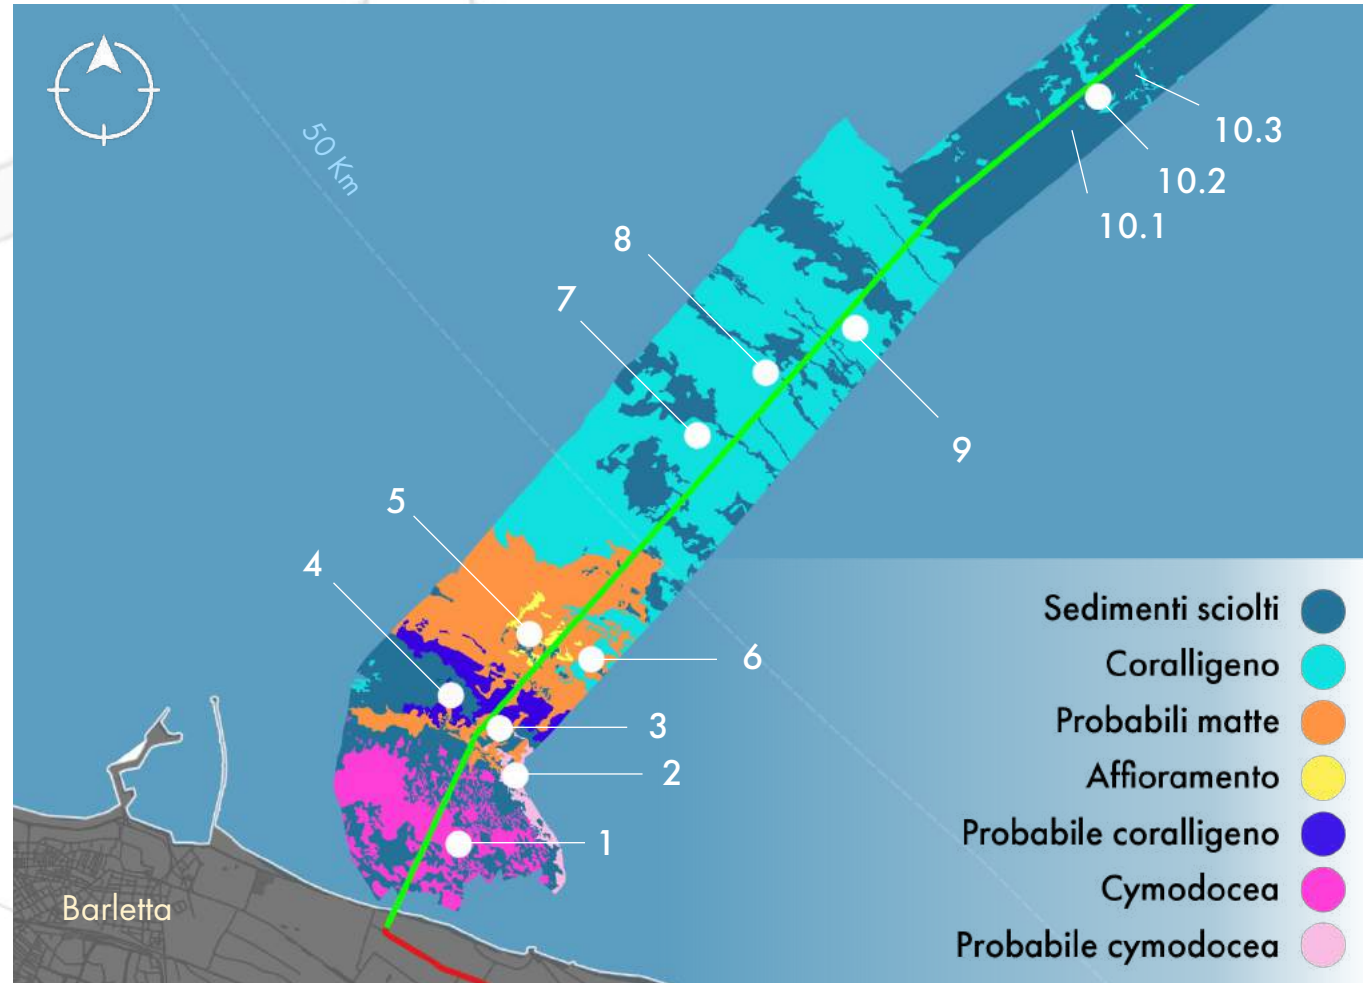 50 Km
10.3
10.2
10.1
8
7
9
5
4
6
3
2
1
Barletta
Sedimenti sciolti
Coralligeno
Probabili matte
Affioramento
Probabile coralligeno
Cymodocea
Probabile cymodocea